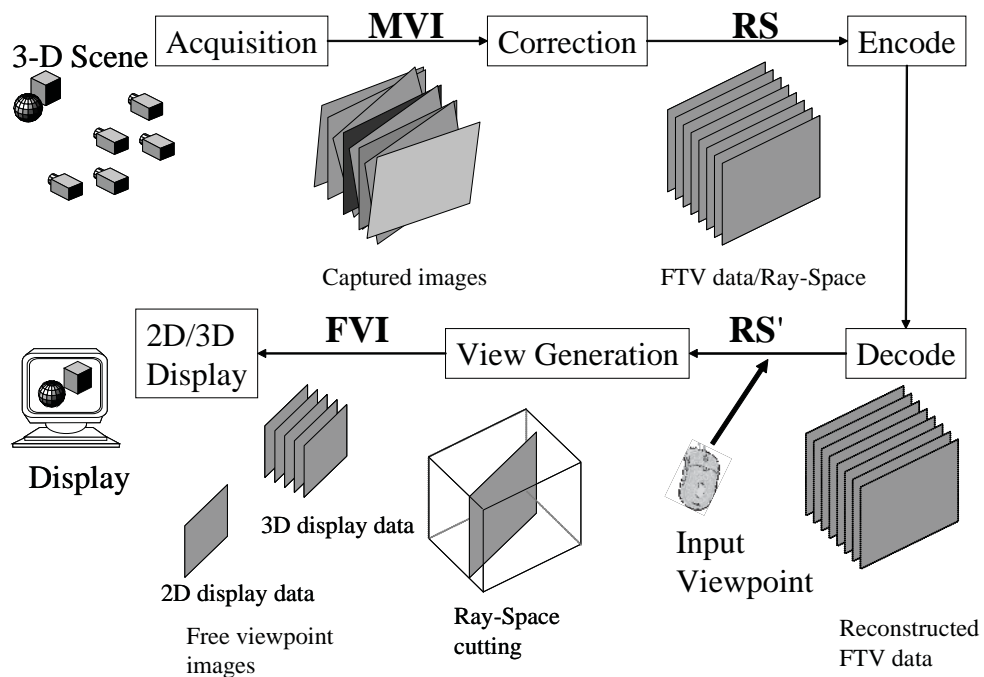 3-D Scene
Acquisition
MVI
Correction
RS
Encode
Captured images
FTV data/Ray-Space
2D/3D
Display
FVI
View Generation
RS'
Decode
Display
3D display data
2D display data
Free viewpoint
images
Ray-Space
cutting
Input
Viewpoint
Reconstructed
FTV data